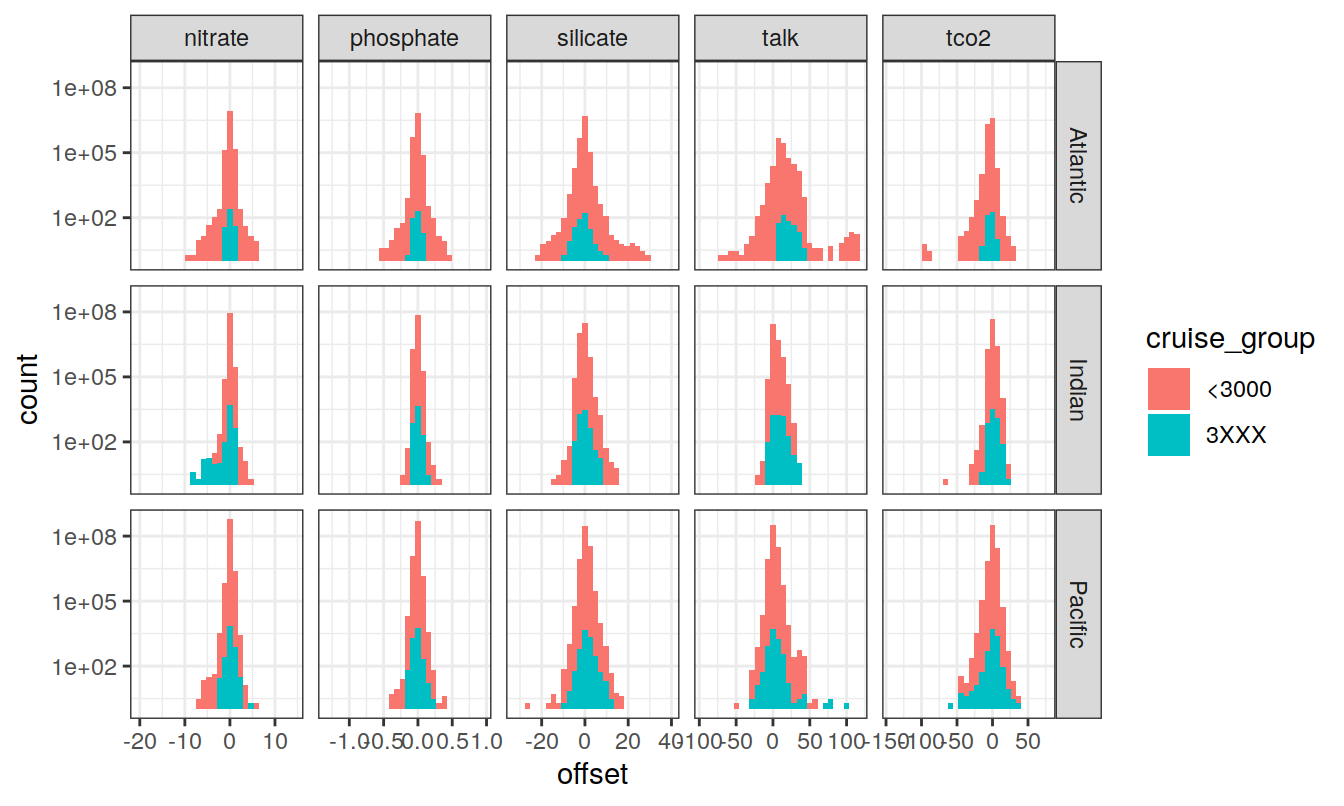 nitrate phosphate silicate talk tco2
1e+08
1e+05
1e+02
Atlantic
1e+08
1e+05
1e+02
Indian
1e+08
1e+05
1e+02
Pacific
count
-20 -10 0 10 -1.0 -0.5 0.0 0.5 1.0 -20 0 20 40 -100 -50 0 50 100 -150 -100 -50 0 50
offset
cruise_group
<3000
3XXX